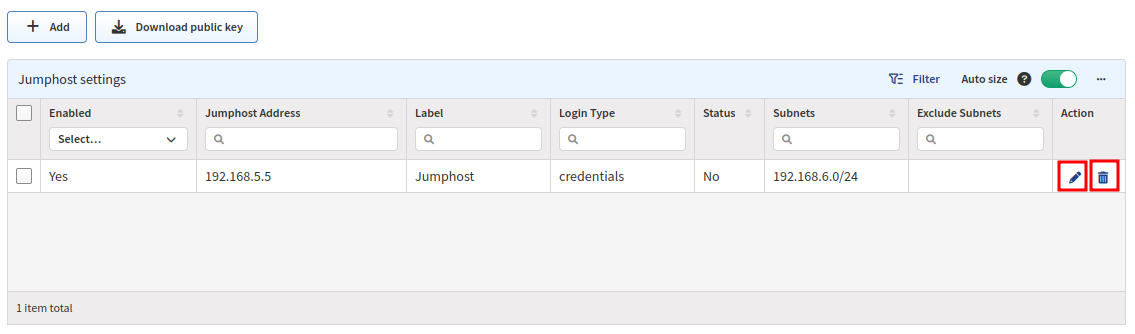 Add Download public key
Jumphost settings Filter Auto size ? ...
Enabled Jumphost Address Label Login Type Status Subnets Exclude Subnets Action
Select...
Yes 192.168.5.5 Jumphost credentials No 192.168.6.0/24
1 item total